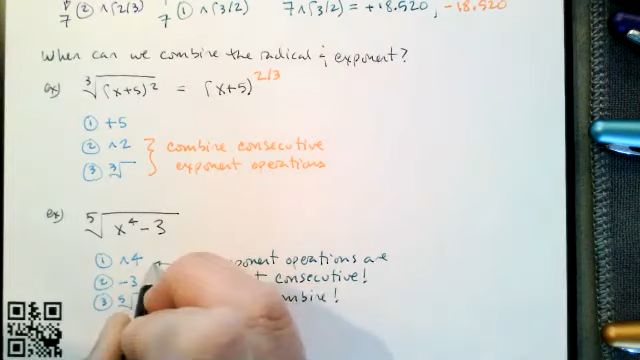 7 ② ^(2/3) 7 ① ^(3/2) 7^(3/2) = +18.520, -18.520
When can we combine the radical & exponent?
ex) ∛(x+5)² = (x+5)^2/3
① +5
② ^2 } combine consecutive
③ ∛ exponent operations
ex) ⁵√x⁴-3
① ^4 exponent operations are
② -3 consecutive!
③ ⁵√